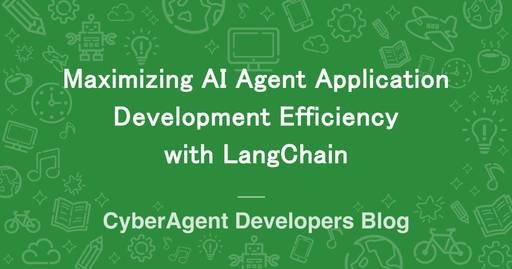 Maximizing AI Agent Application
Development Efficiency
with LangChain
CyberAgent Developers Blog